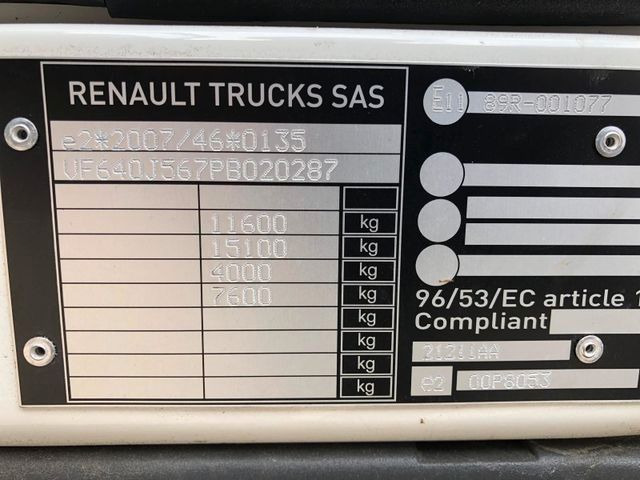 RENAULT TRUCKS SAS
e2*2007/46*0135
VF640J567PB020287
11600 kg
15100 kg
4000 kg
7600 kg
kg
kg
kg
kg
E11 89R-001077
96/53/EC article 1
Compliant
21211AA
e2 00P8053